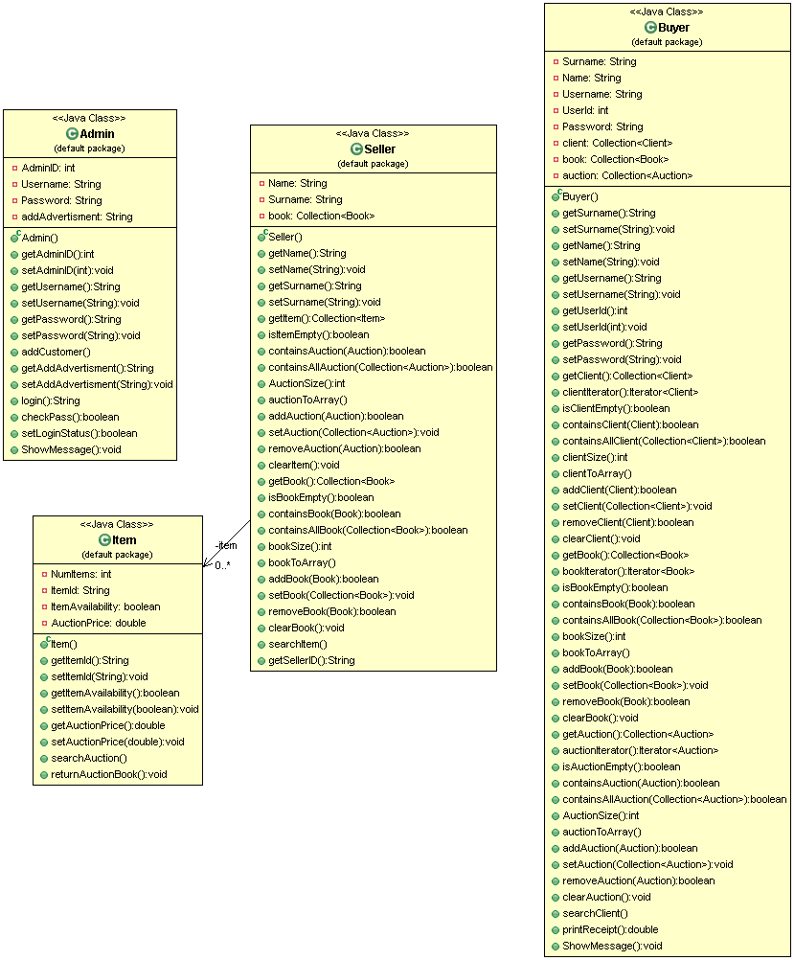 <<Java Class>>
Admin
(default package)
AdminID: int
Username: String
Password: String
addAdvertisment: String
Admin()
getAdminID():int
setAdminID(int):void
getUsername():String
setUsername(String):void
getPassword():String
setPassword(String):void
addCustomer()
getAddAdvertisment():String
setAddAdvertisment(String):void
login():String
checkPass():boolean
setLoginStatus():boolean
ShowMessage():void
<<Java Class>>
Item
(default package)
NumItems: int
ItemId: String
ItemAvailability: boolean
AuctionPrice: double
Item()
getItemId():String
setItemId(String):void
getItemAvailability():boolean
setItemAvailability(boolean):void
getAuctionPrice():double
setAuctionPrice(double):void
searchAuction()
returnAuctionBook():void
-item
0..*
<<Java Class>>
Seller
(default package)
Name: String
Surname: String
book: Collection<Book>
Seller()
getName():String
setName(String):void
getSurname():String
setSurname(String):void
getItem():Collection<Item>
isItemEmpty():boolean
containsAuction(Auction):boolean
containsAllAuction(Collection<Auction>):boolean
AuctionSize():int
auctionToArray()
addAuction(Auction):boolean
setAuction(Collection<Auction>):void
removeAuction(Auction):boolean
clearItem():void
getBook():Collection<Book>
isBookEmpty():boolean
containsBook(Book):boolean
containsAllBook(Collection<Book>):boolean
bookSize():int
bookToArray()
addBook(Book):boolean
setBook(Collection<Book>):void
removeBook(Book):boolean
clearBook():void
searchItem()
getSellerID():String
<<Java Class>>
Buyer
(default package)
Surname: String
Name: String
Username: String
UserId: int
Password: String
client: Collection<Client>
book: Collection<Book>
auction: Collection<Auction>
Buyer()
getSurname():String
setSurname(String):void
getName():String
setName(String):void
getUsername():String
setUsername(String):void
getUserId():int
setUserId(int):void
getPassword():String
setPassword(String):void
getClient():Collection<Client>
clientIterator():Iterator<Client>
isClientEmpty():boolean
containsClient(Client):boolean
containsAllClient(Collection<Client>):boolean
clientSize():int
clientToArray()
addClient(Client):boolean
setClient(Collection<Client>):void
removeClient(Client):boolean
clearClient():void
getBook():Collection<Book>
bookIterator():Iterator<Book>
isBookEmpty():boolean
containsBook(Book):boolean
containsAllBook(Collection<Book>):boolean
bookSize():int
bookToArray()
addBook(Book):boolean
setBook(Collection<Book>):void
removeBook(Book):boolean
clearBook():void
getAuction():Collection<Auction>
auctionIterator():Iterator<Auction>
isAuctionEmpty():boolean
containsAuction(Auction):boolean
containsAllAuction(Collection<Auction>):boolean
AuctionSize():int
auctionToArray()
addAuction(Auction):boolean
setAuction(Collection<Auction>):void
removeAuction(Auction):boolean
clearAuction():void
searchClient()
printReceipt():double
ShowMessage():void